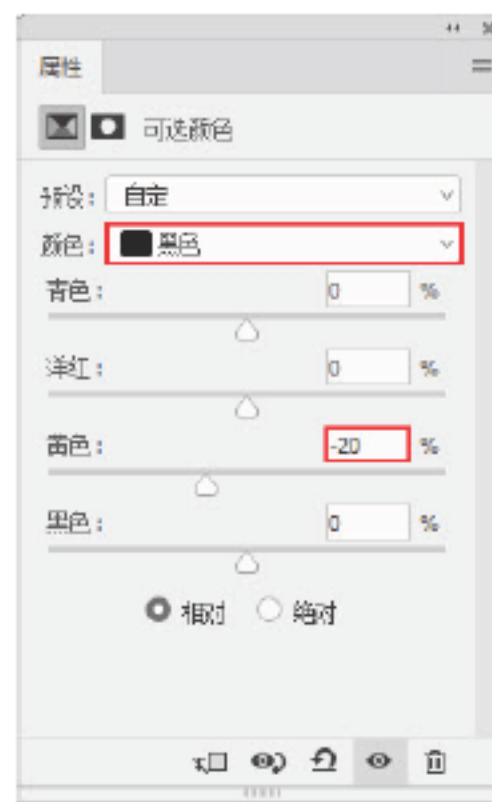 属性
可选颜色
预设： 自定
颜色： 黑色
青色： 0 %
洋红： 0 %
黄色： -20 %
黑色： 0 %
相对 绝对